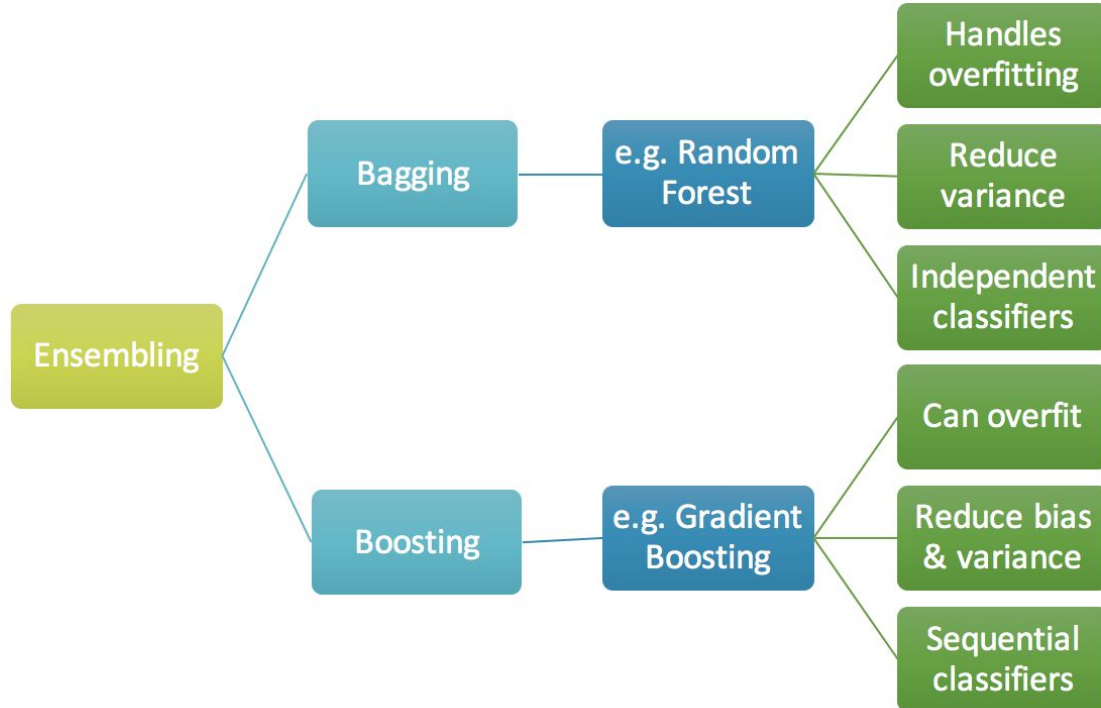 Ensembling
Bagging
e.g. Random
Forest
Handles
overfitting
Reduce
variance
Independent
classifiers
Boosting
e.g. Gradient
Boosting
Can overfit
Reduce bias
& variance
Sequential
classifiers